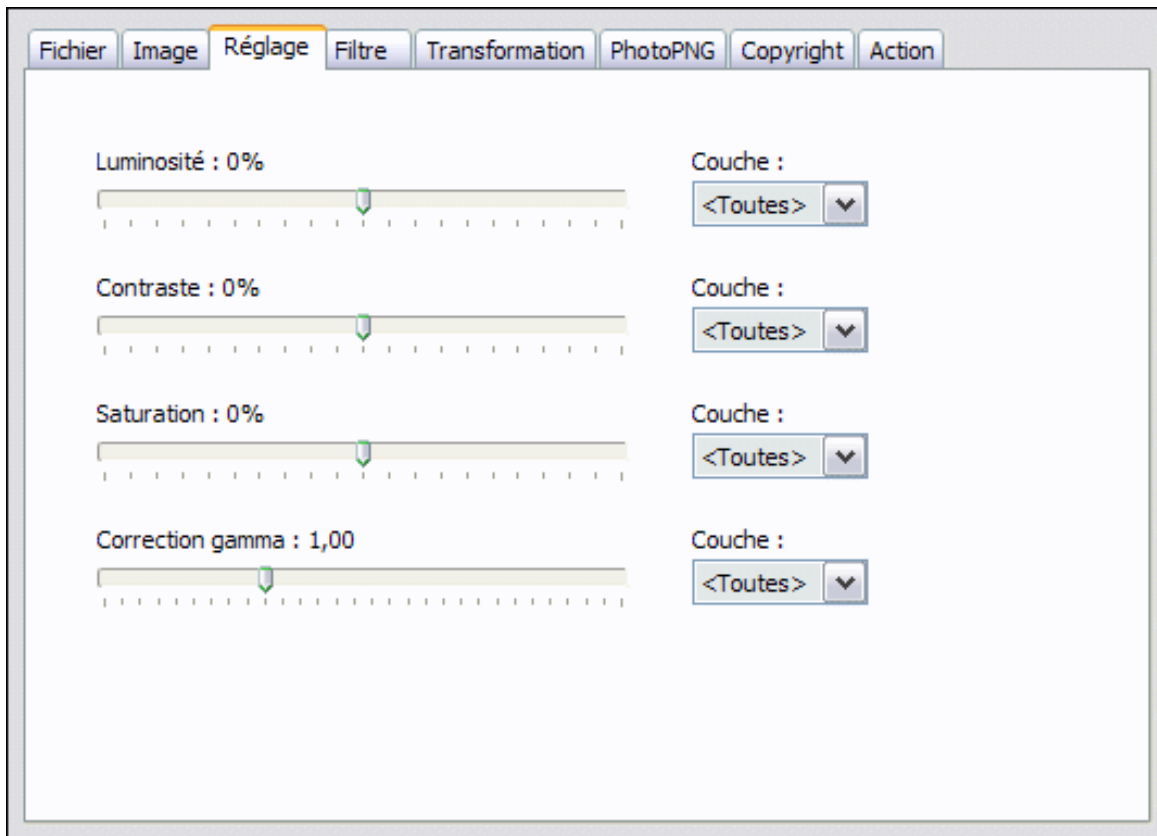 Fichier Image Réglage Filtre Transformation PhotoPNG Copyright Action
Luminosité : 0% Couche :
<Toutes>
Contraste : 0% Couche :
<Toutes>
Saturation : 0% Couche :
<Toutes>
Correction gamma : 1,00 Couche :
<Toutes>